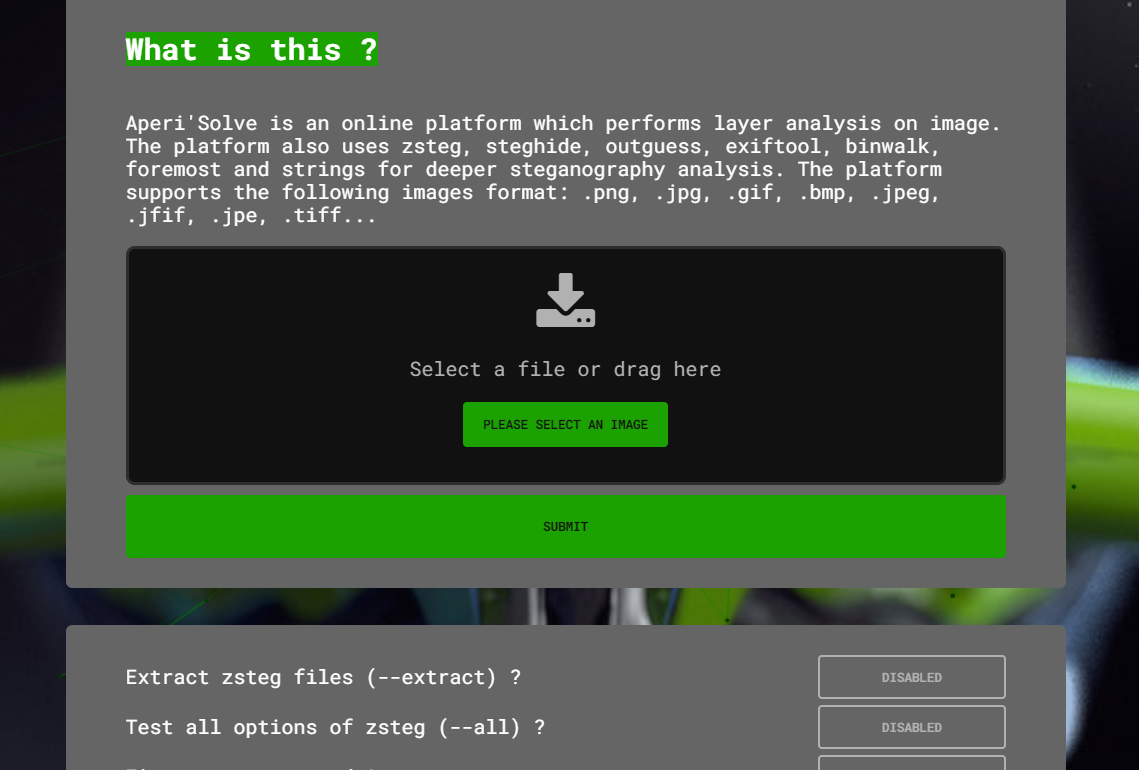 What is this ?
Aperi'Solve is an online platform which performs layer analysis on image.
The platform also uses zsteg, steghide, outguess, exiftool, binwalk,
foremost and strings for deeper steganography analysis. The platform
supports the following images format: .png, .jpg, .gif, .bmp, .jpeg,
.jfif, .jpe, .tiff...
Select a file or drag here
PLEASE SELECT AN IMAGE
SUBMIT
Extract zsteg files (--extract) ?
DISABLED
Test all options of zsteg (--all) ?
DISABLED